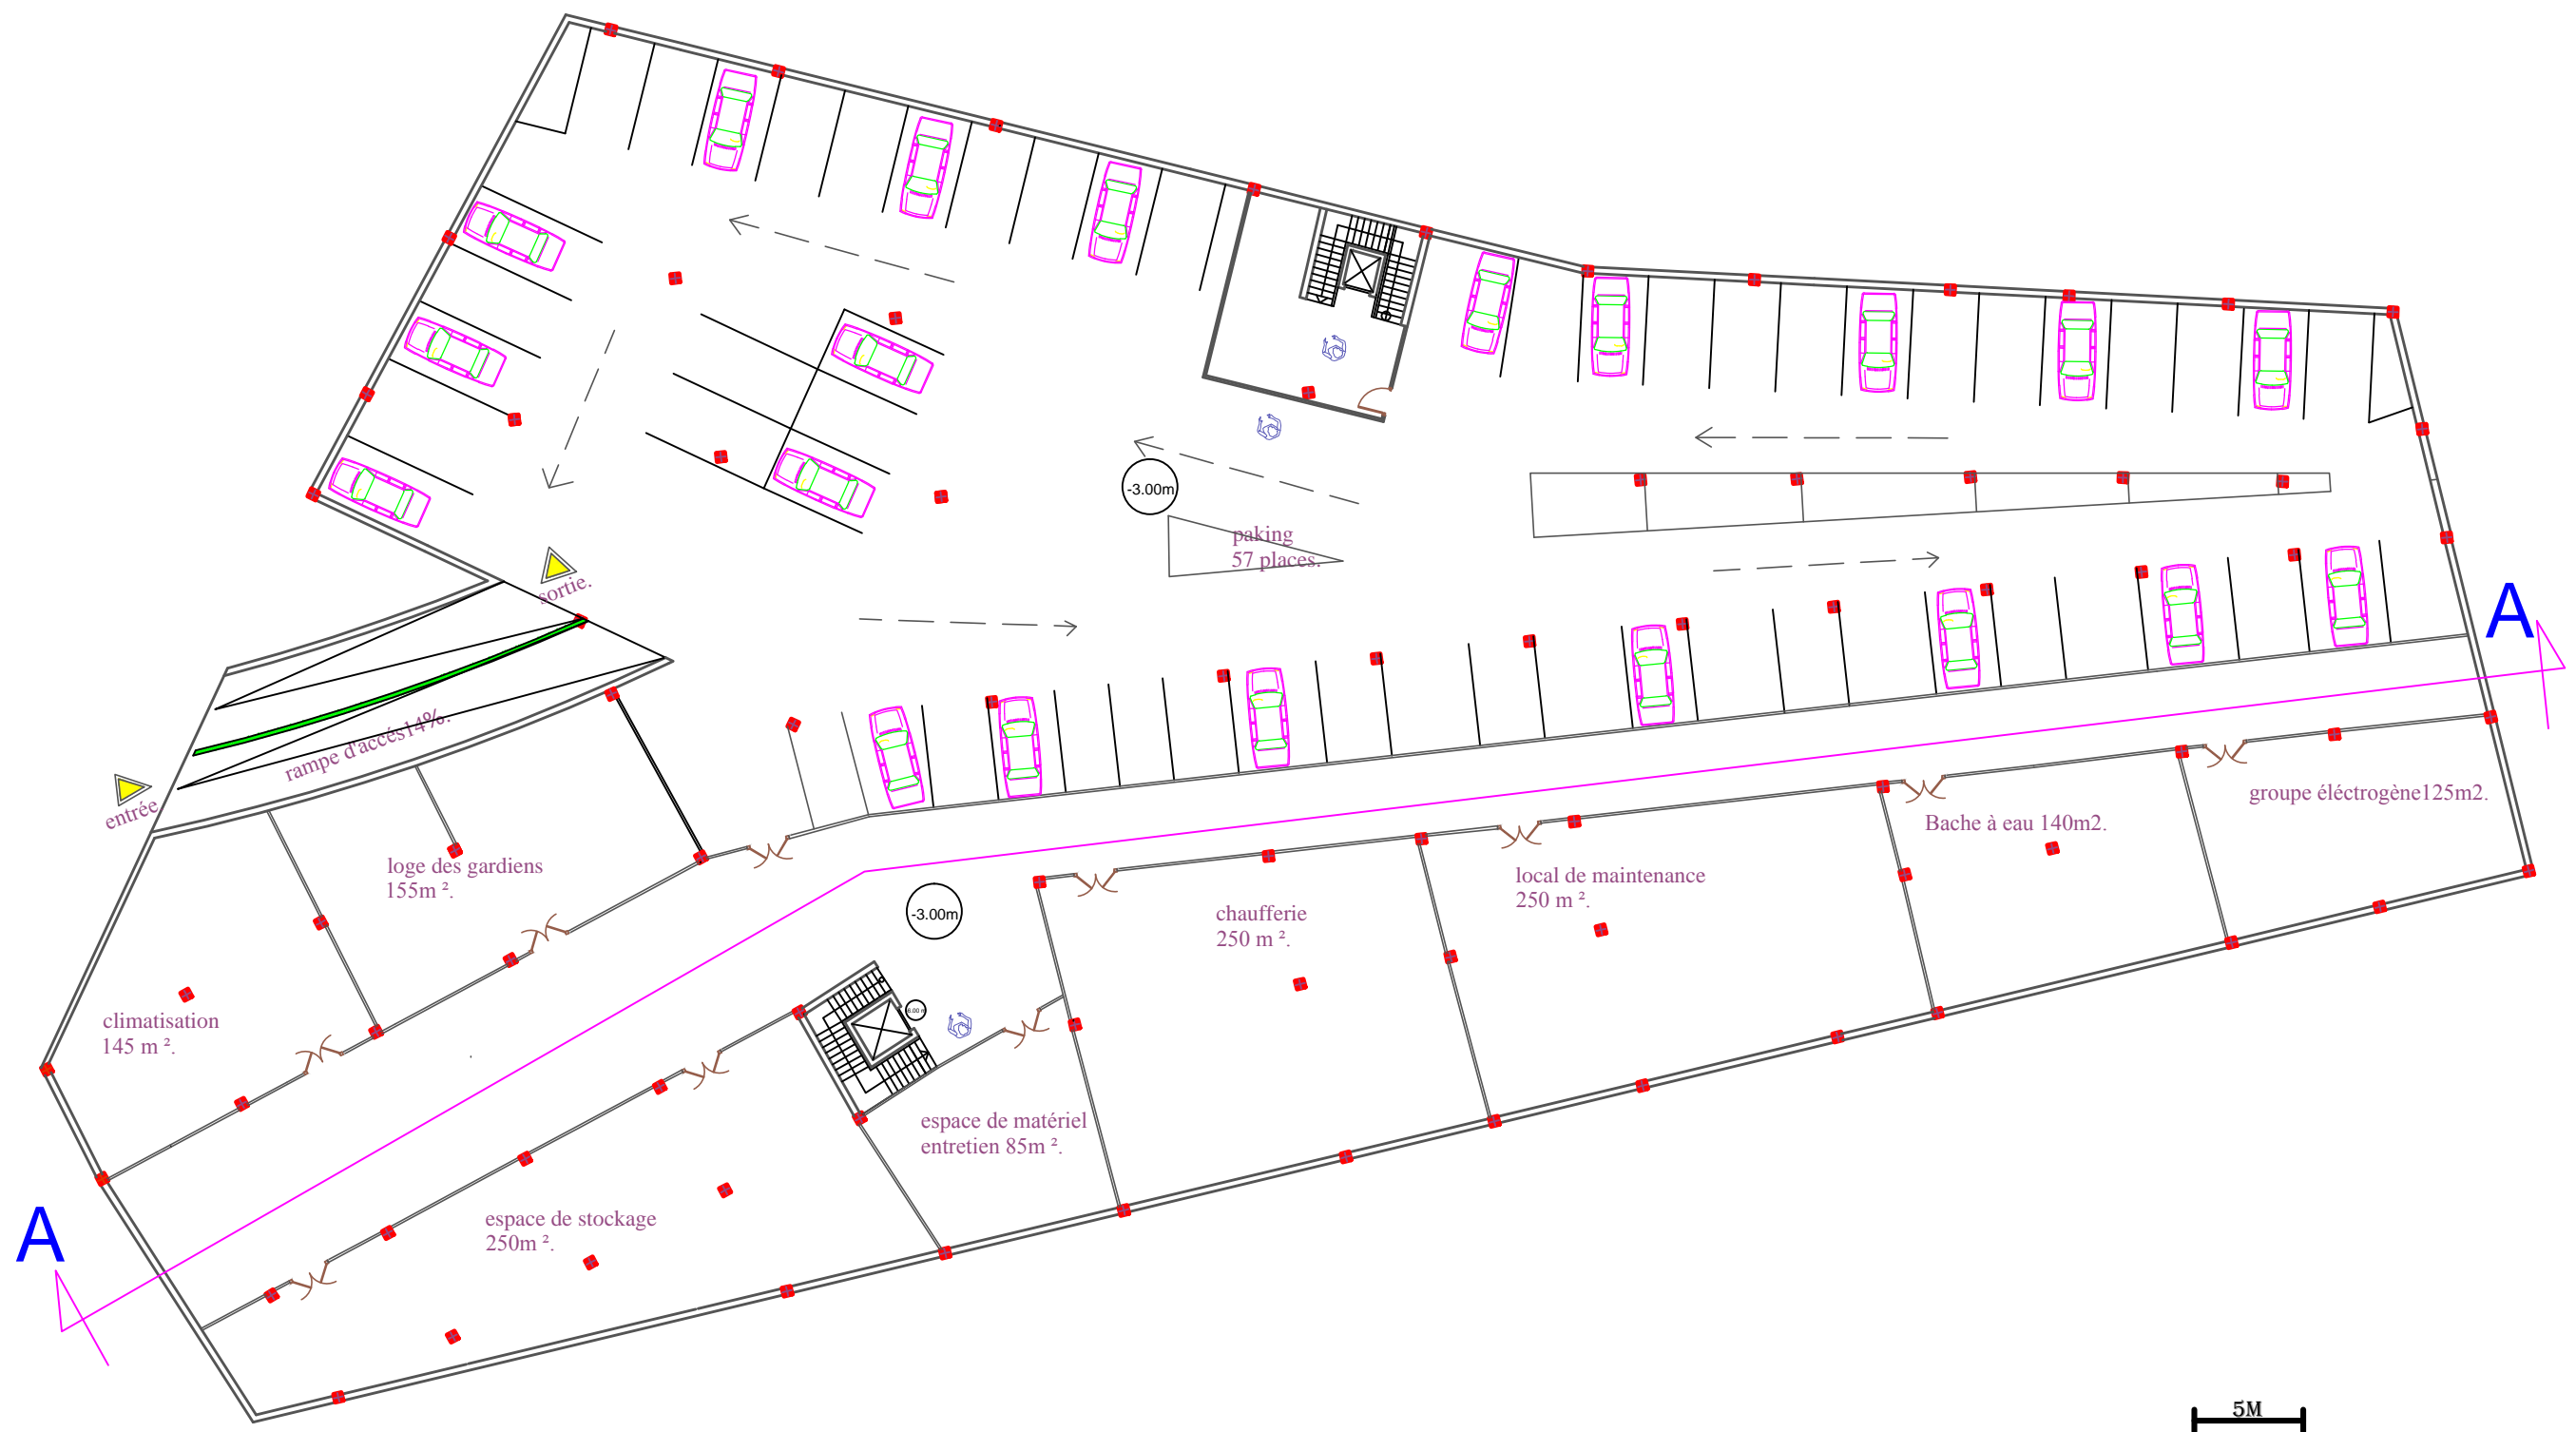 -3.00m
paking
57 places.
sortie.
rampe d'accés14%.
entrée
A
groupe éléctrogène125m2.
Bache à eau 140m2.
loge des gardiens
155m ².
local de maintenance
250 m ².
chaufferie
250 m ².
-3.00m
climatisation
145 m ².
espace de matériel
entretien 85m ².
espace de stockage
250m ².
A
5M